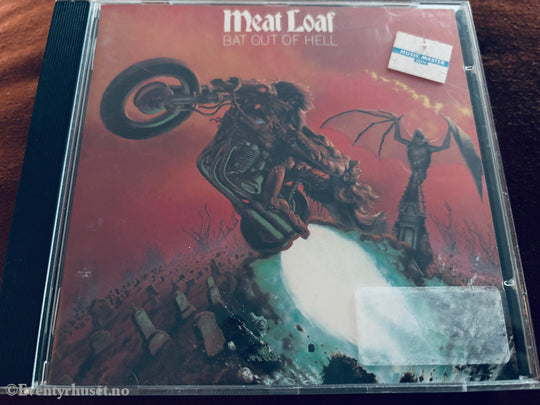 Meat Loaf
BAT OUT OF HELL
MUSIC MASTER
© Eventyrhuset.no